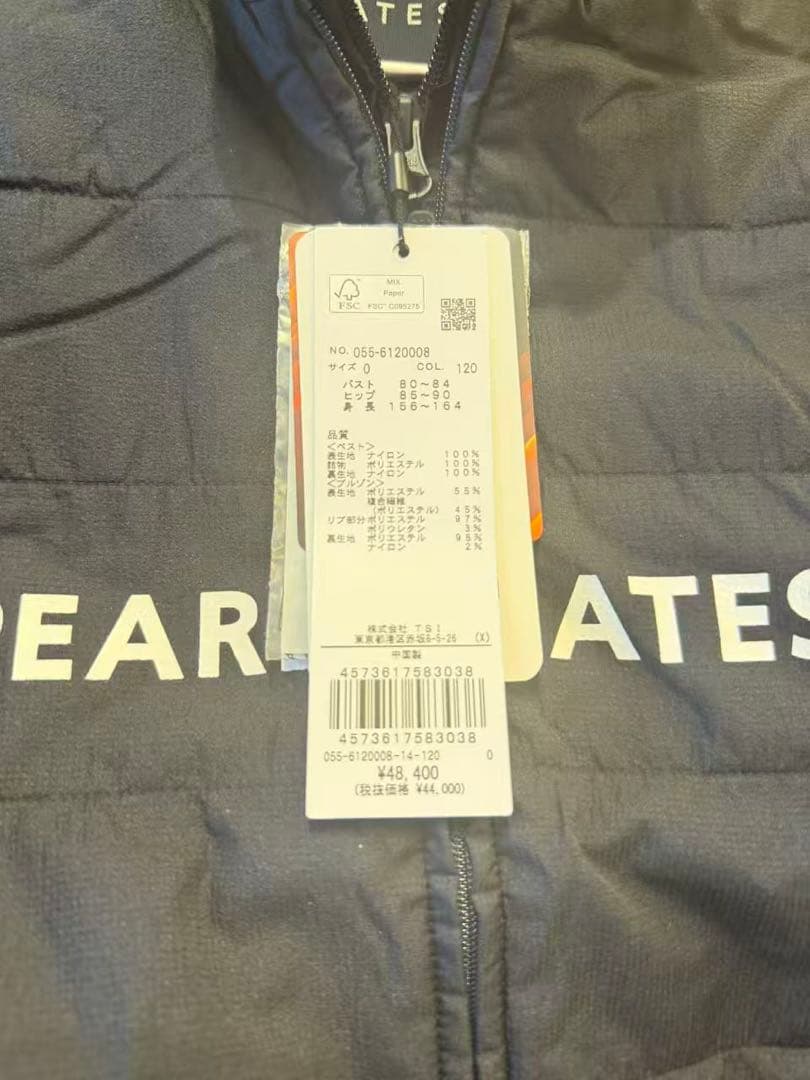 ATES
MIX
Paper
FSC
FSC™ C095275
NO. 055-6120008
サイズ 0 COL. 120
バスト 80～84
ヒップ 85～90
身長 156～164
品質
＜ベスト＞
表生地 ナイロン 100%
詰物 ポリエステル 100%
裏生地 ナイロン 100%
＜ブルゾン＞
表生地 ポリエステル 55%
複合繊維
(ポリエステル) 45%
リブ部分 ポリエステル 97%
ポリウレタン 3%
裏生地 ポリエステル 98%
ナイロン 2%
PEAR ATES
株式会社 TSI
東京都港区赤坂8-5-26 (X)
中国製
4573617583038
4573617583038
055-6120008-14-120 0
¥48,400
(税抜価格 ¥44,000)